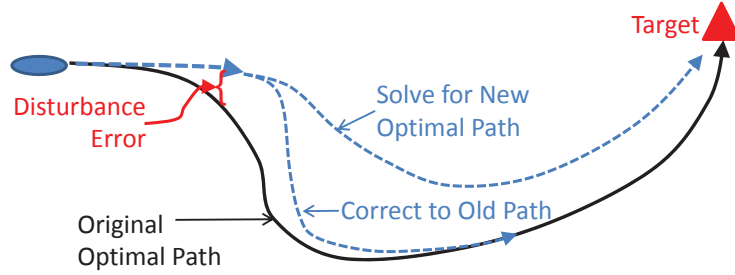 Target
Disturbance
Error
Solve for New
Optimal Path
Correct to Old Path
Original
Optimal Path